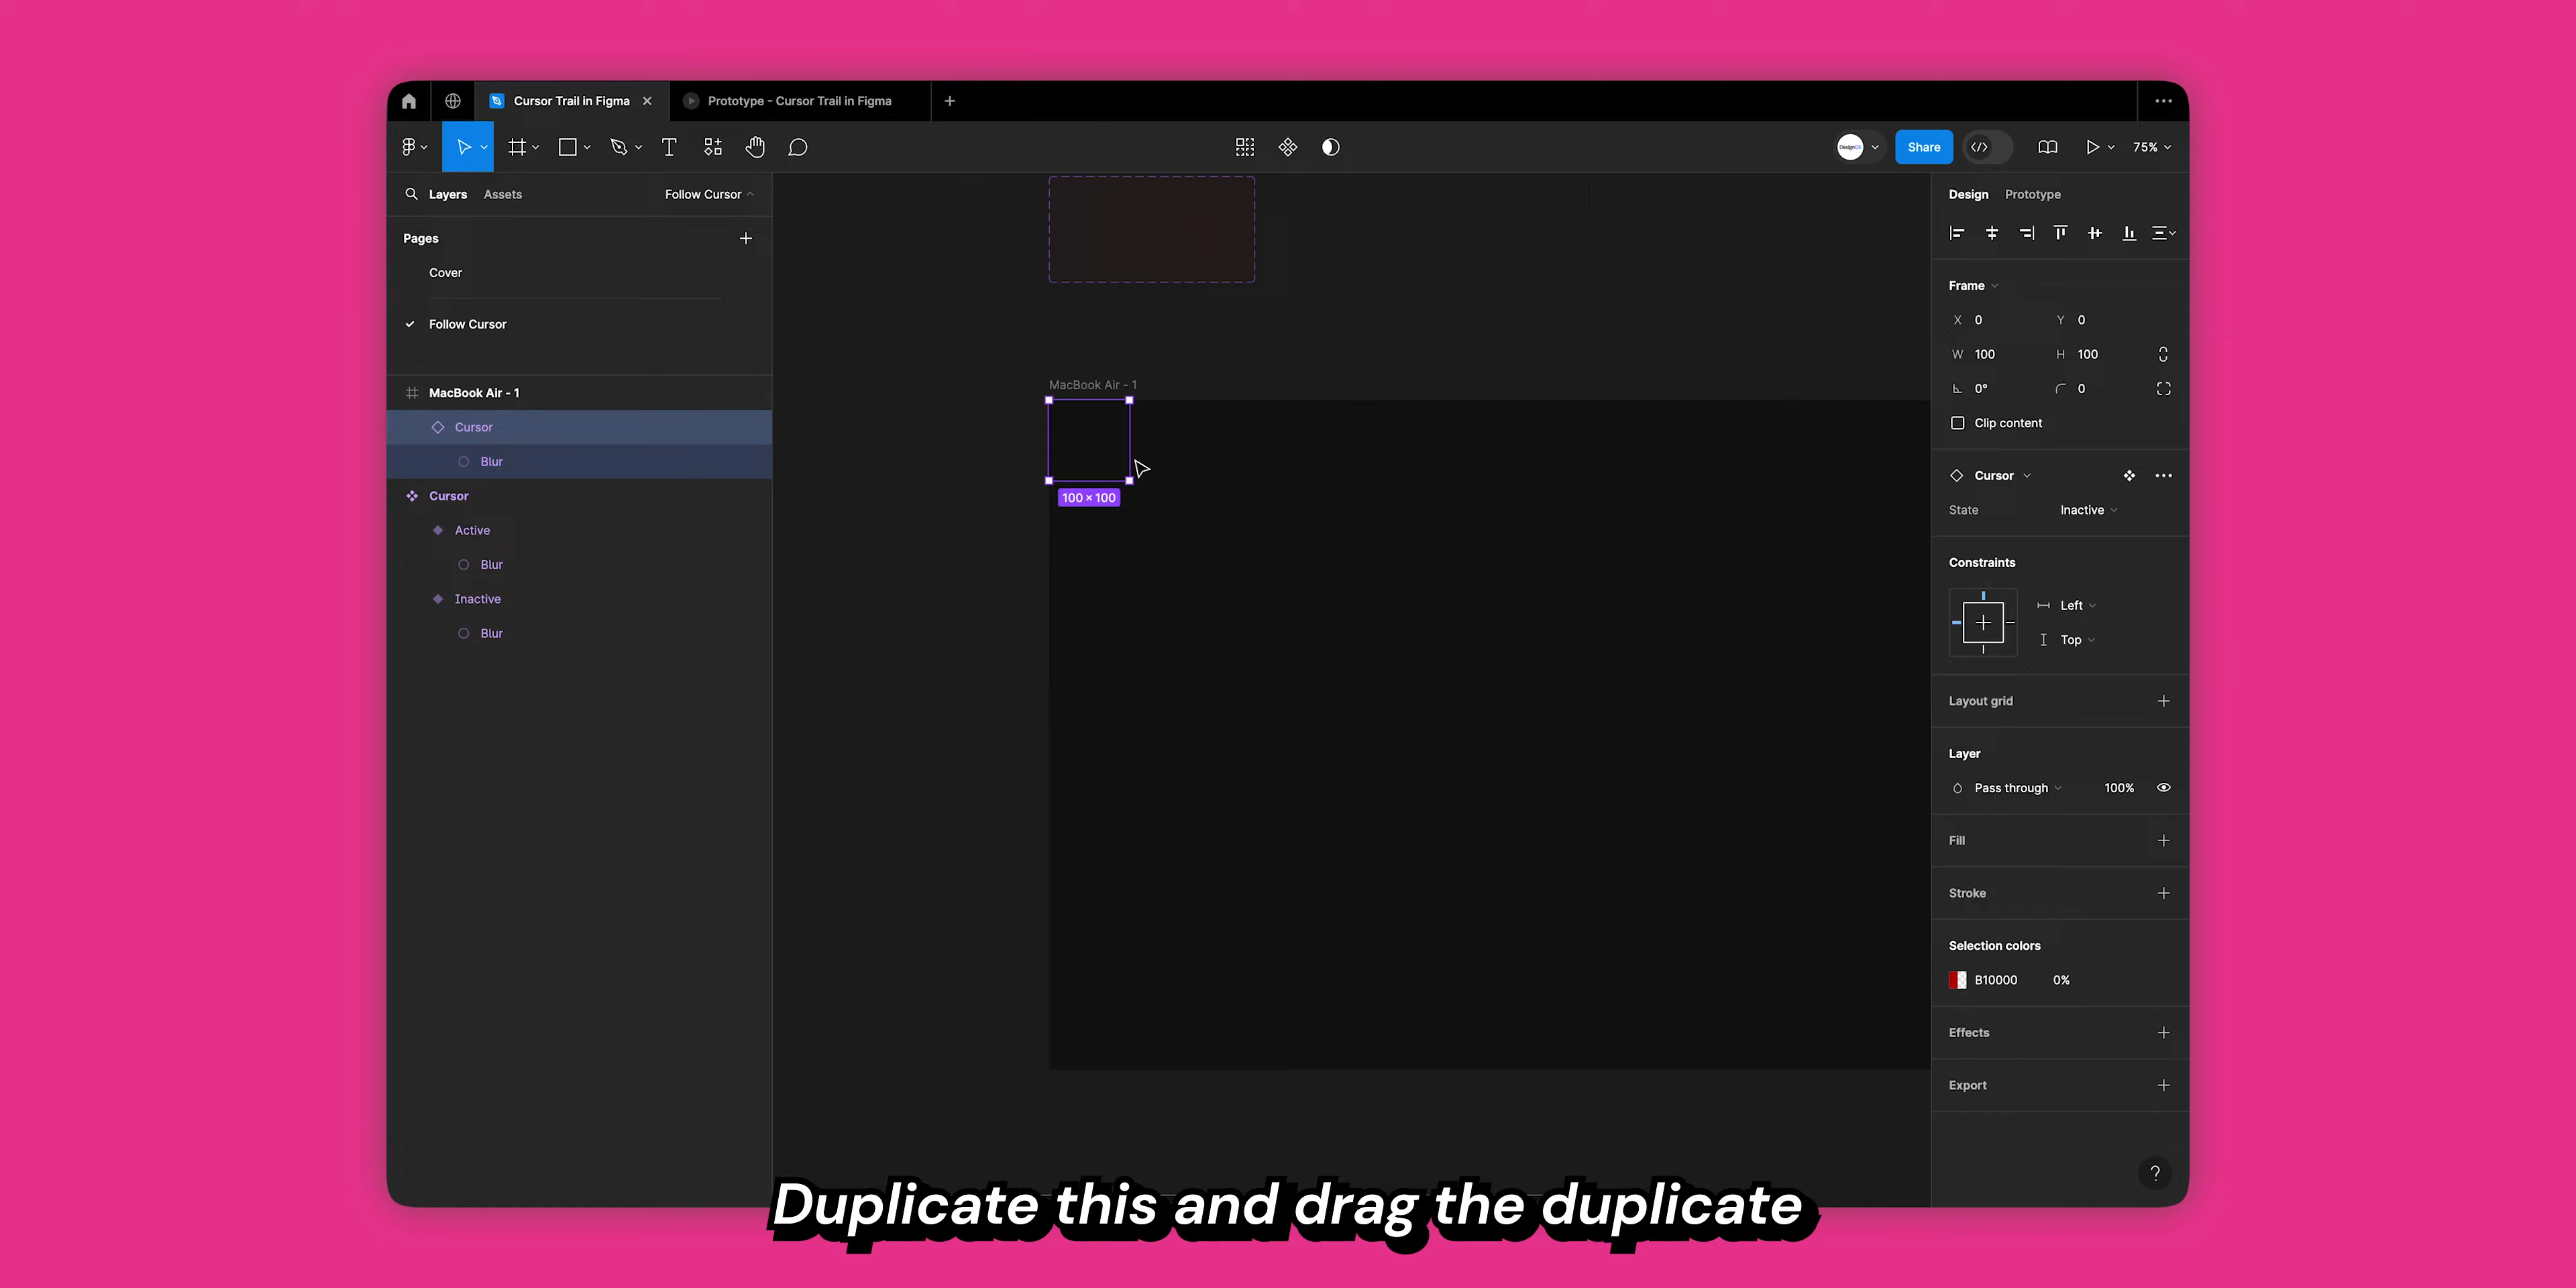 Cursor Trail in Figma
Prototype - Cursor Trail in Figma
Share
75%
Layers
Assets
Follow Cursor
Pages
Cover
Follow Cursor
MacBook Air - 1
Cursor
Blur
Cursor
Active
Blur
Inactive
Blur
MacBook Air - 1
100 × 100
Design
Prototype
Frame
X 0 Y 0
W 100 H 100
0° 0
Clip content
Cursor
State Inactive
Constraints
Left
Top
Layout grid
Layer
Pass through 100%
Fill
Stroke
Selection colors
B10000 0%
Effects
Export
?
Duplicate this and drag the duplicate